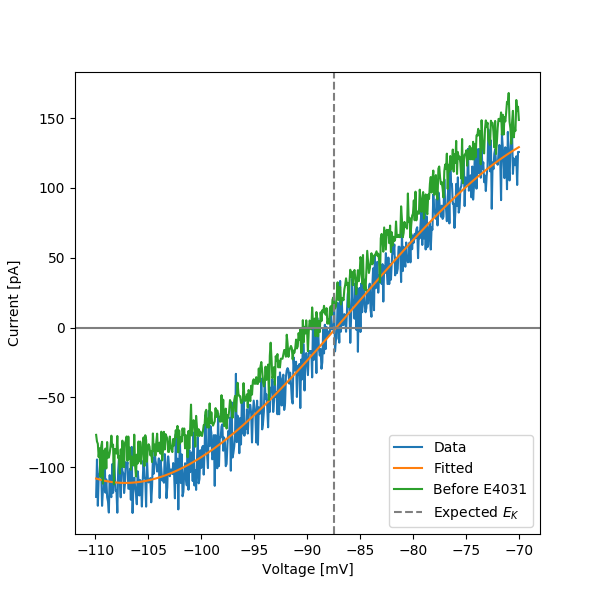 150
100
50
0
−50
−100
Current [pA]
−110 −105 −100 −95 −90 −85 −80 −75 −70
Voltage [mV]
Data
Fitted
Before E4031
Expected E_K